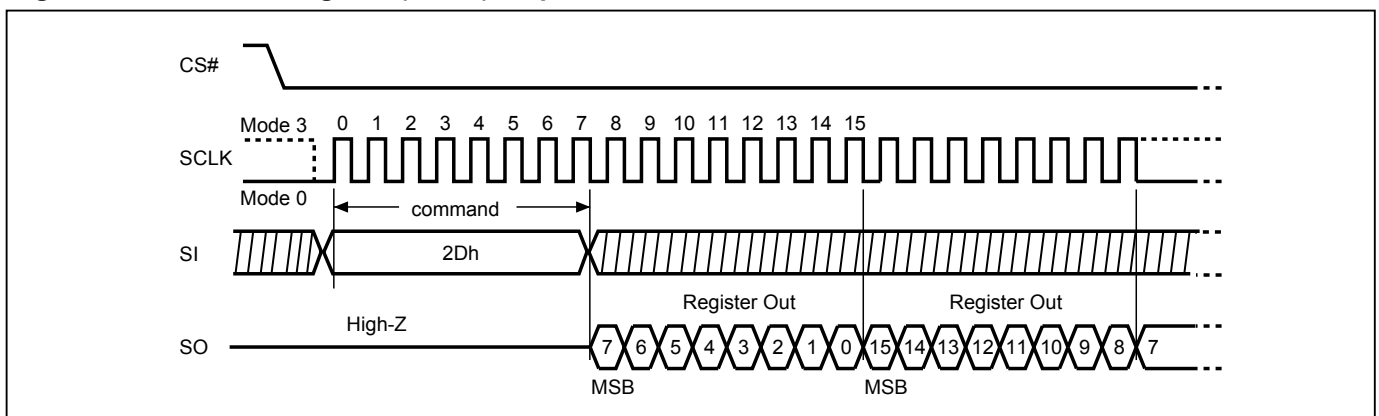 CS#
Mode 3 0 1 2 3 4 5 6 7 8 9 10 11 12 13 14 15
SCLK
Mode 0
command
SI 2Dh
Register Out Register Out
High-Z
SO 7 6 5 4 3 2 1 0 15 14 13 12 11 10 9 8 7
MSB MSB